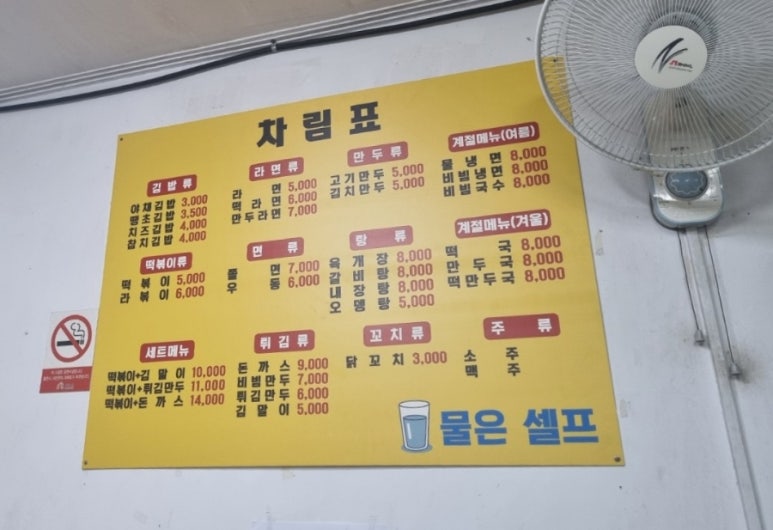 차림표
김밥류
야채김밥 3,000
땡초김밥 3,500
치즈김밥 4,000
참치김밥 4,000
라면류
라면 5,000
떡라면 6,000
만두라면 7,000
만두류
고기만두 5,000
김치만두 5,000
계절메뉴(여름)
물냉면 8,000
비빔냉면 8,000
비빔국수 8,000
떡볶이류
떡볶이 5,000
라볶이 6,000
면류
쫄면 7,000
우동 6,000
탕류
육개장 8,000
갈비탕 8,000
내장탕 8,000
오뎅탕 5,000
계절메뉴(겨울)
떡국 8,000
만두국 8,000
떡만두국 8,000
세트메뉴
떡볶이+김말이 10,000
떡볶이+튀김만두 11,000
떡볶이+돈까스 14,000
튀김류
돈까스 9,000
비빔만두 7,000
튀김만두 6,000
김말이 5,000
꼬치류
닭꼬치 3,000
주류
소주
맥주
물은 셀프